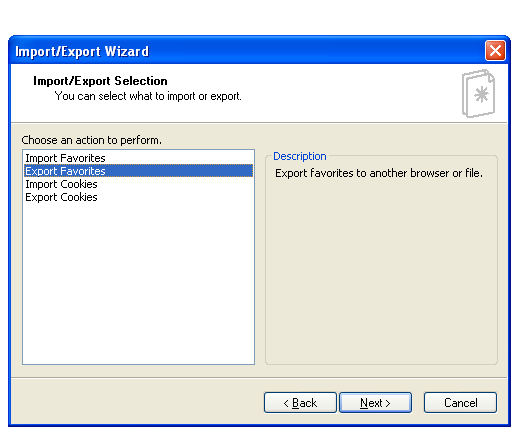 Import/Export Wizard
Import/Export Selection
You can select what to import or export.
Choose an action to perform.
Import Favorites
Export Favorites
Import Cookies
Export Cookies
Description
Export favorites to another browser or file.
< Back
Next >
Cancel